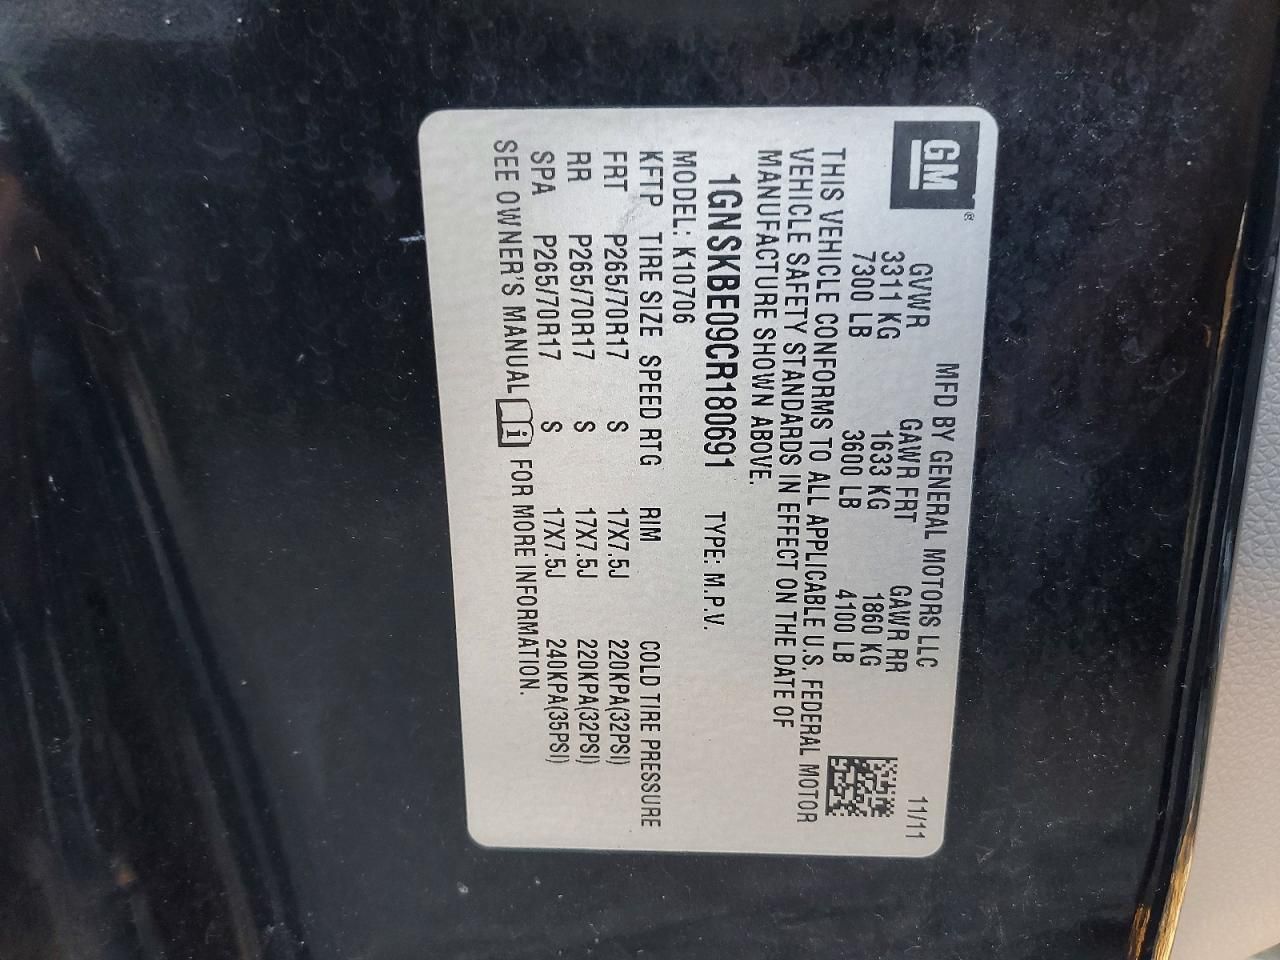 GM®
MFD BY GENERAL MOTORS LLC 11/11
GVWR GAWR FRT GAWR RR
3311 KG 1633 KG 1860 KG
7300 LB 3600 LB 4100 LB
THIS VEHICLE CONFORMS TO ALL APPLICABLE U.S. FEDERAL MOTOR
VEHICLE SAFETY STANDARDS IN EFFECT ON THE DATE OF
MANUFACTURE SHOWN ABOVE.
1GNSKBE09CR180691 TYPE: M.P.V.
MODEL: K10706
KFTP TIRE SIZE SPEED RTG RIM COLD TIRE PRESSURE
FRT P265/70R17 S 17X7.5J 220KPA(32PSI)
RR P265/70R17 S 17X7.5J 220KPA(32PSI)
SPA P265/70R17 S 17X7.5J 240KPA(35PSI)
SEE OWNER'S MANUAL i FOR MORE INFORMATION.